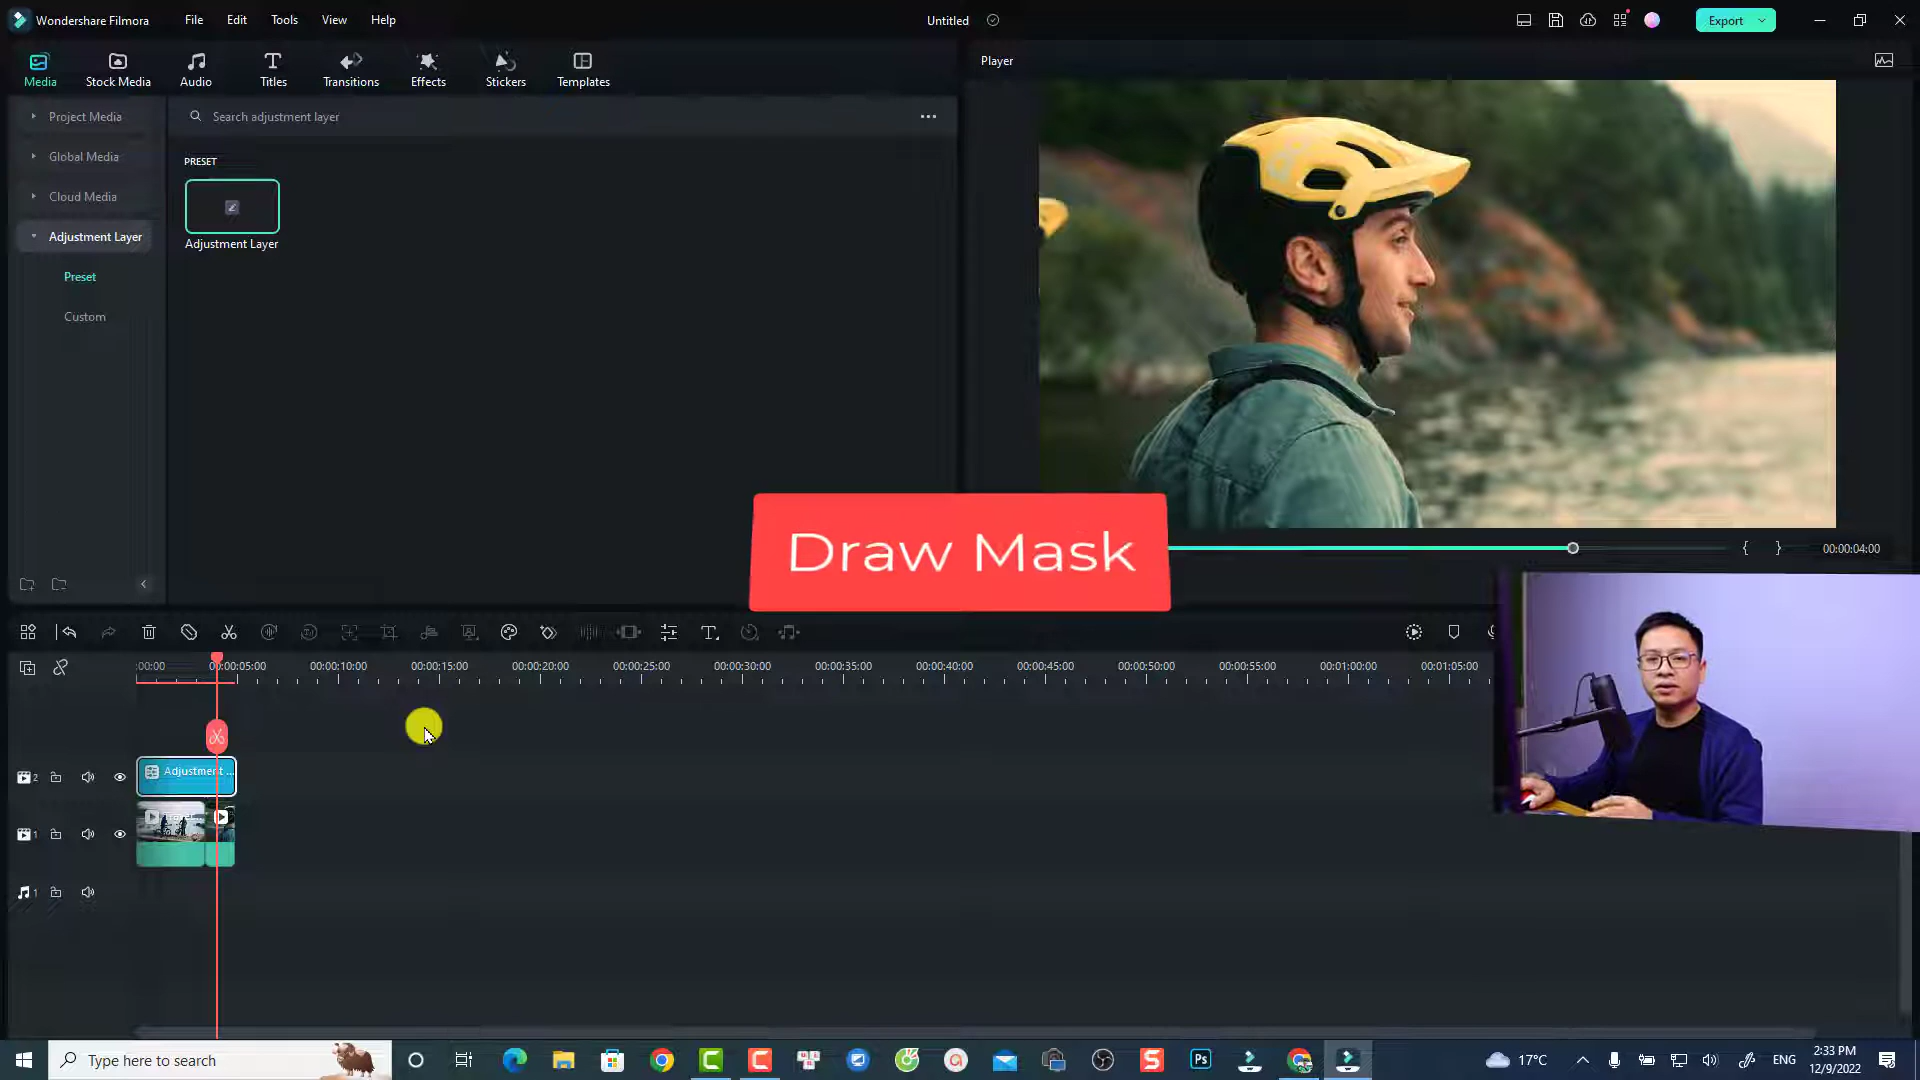 Wondershare Filmora
File
Edit
Tools
View
Help
Untitled
Export
Media
Stock Media
Audio
Titles
Transitions
Effects
Stickers
Templates
Player
Project Media
Global Media
Cloud Media
Adjustment Layer
Preset
Custom
Search adjustment layer
PRESET
Adjustment Layer
Draw Mask
{ }
00:00:04:00
:00:00
00:00:05:00
00:00:10:00
00:00:15:00
00:00:20:00
00:00:25:00
00:00:30:00
00:00:35:00
00:00:40:00
00:00:45:00
00:00:50:00
00:00:55:00
00:01:00:00
00:01:05:00
2
Adjustment ...
1
1
Type here to search
Ps
17°C
ENG
2:33 PM
12/9/2022